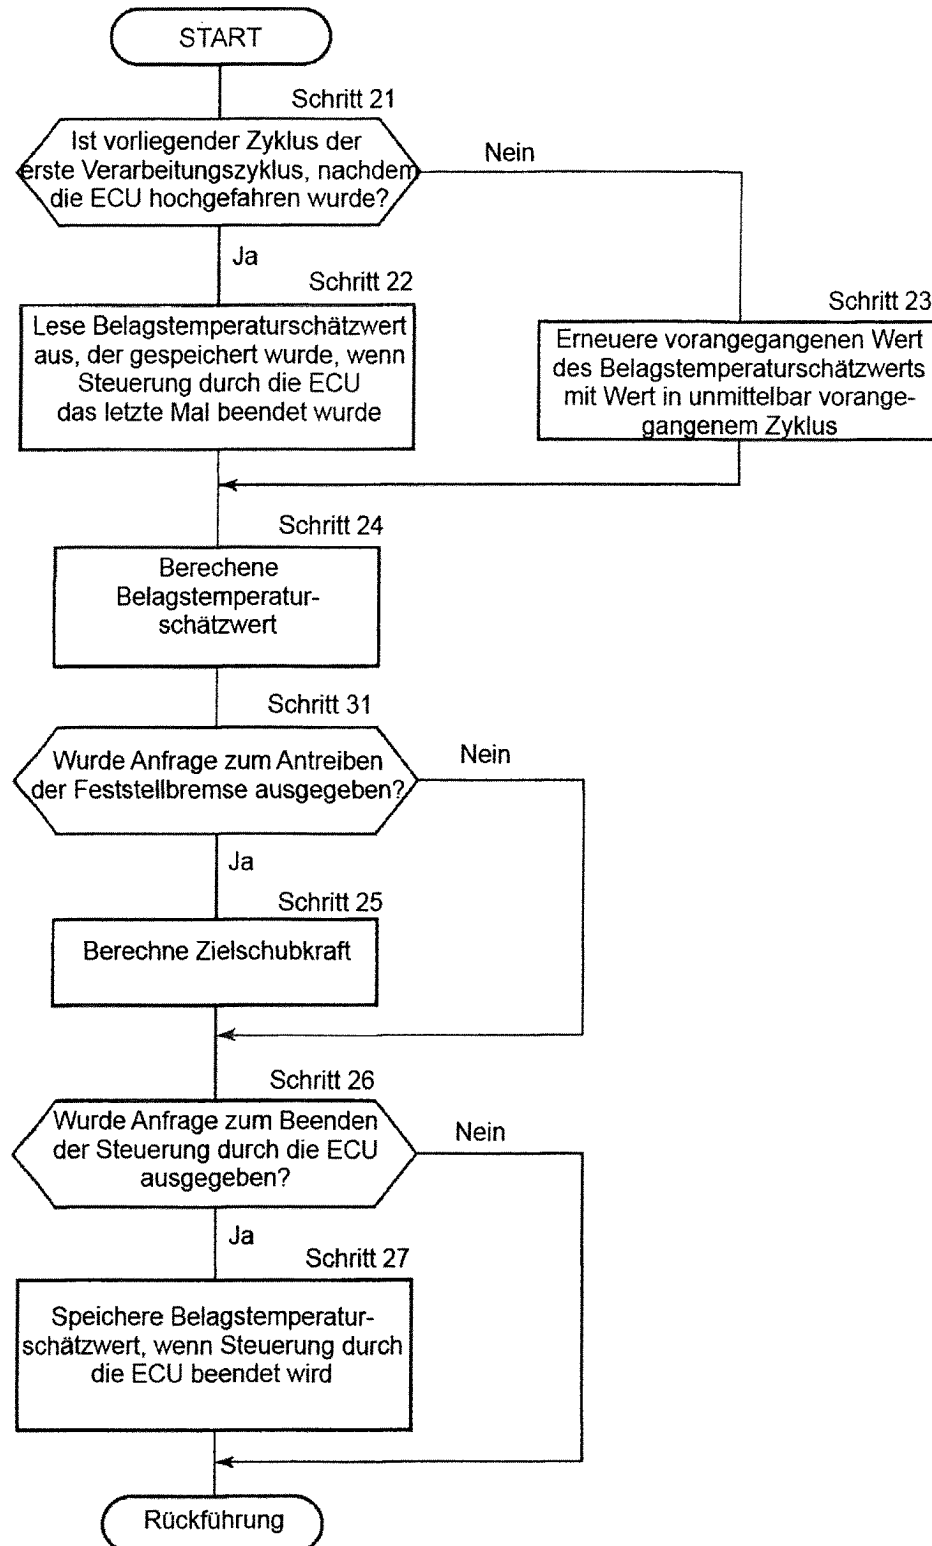 START
Schritt 21
Ist vorliegender Zyklus der
erste Verarbeitungszyklus, nachdem
die ECU hochgefahren wurde?
Nein
Ja
Schritt 22
Lese Belagstemperaturschätzwert
aus, der gespeichert wurde, wenn
Steuerung durch die ECU
das letzte Mal beendet wurde
Schritt 23
Erneuere vorangegangenen Wert
des Belagstemperaturschätzwerts
mit Wert in unmittelbar vorange-
gangenem Zyklus
Schritt 24
Berechene
Belagstemperatur-
schätzwert
Schritt 31
Wurde Anfrage zum Antreiben
der Feststellbremse ausgegeben?
Nein
Ja
Schritt 25
Berechne Zielschubkraft
Schritt 26
Wurde Anfrage zum Beenden
der Steuerung durch die ECU
ausgegeben?
Nein
Ja
Schritt 27
Speichere Belagstemperatur-
schätzwert, wenn Steuerung durch
die ECU beendet wird
Rückführung